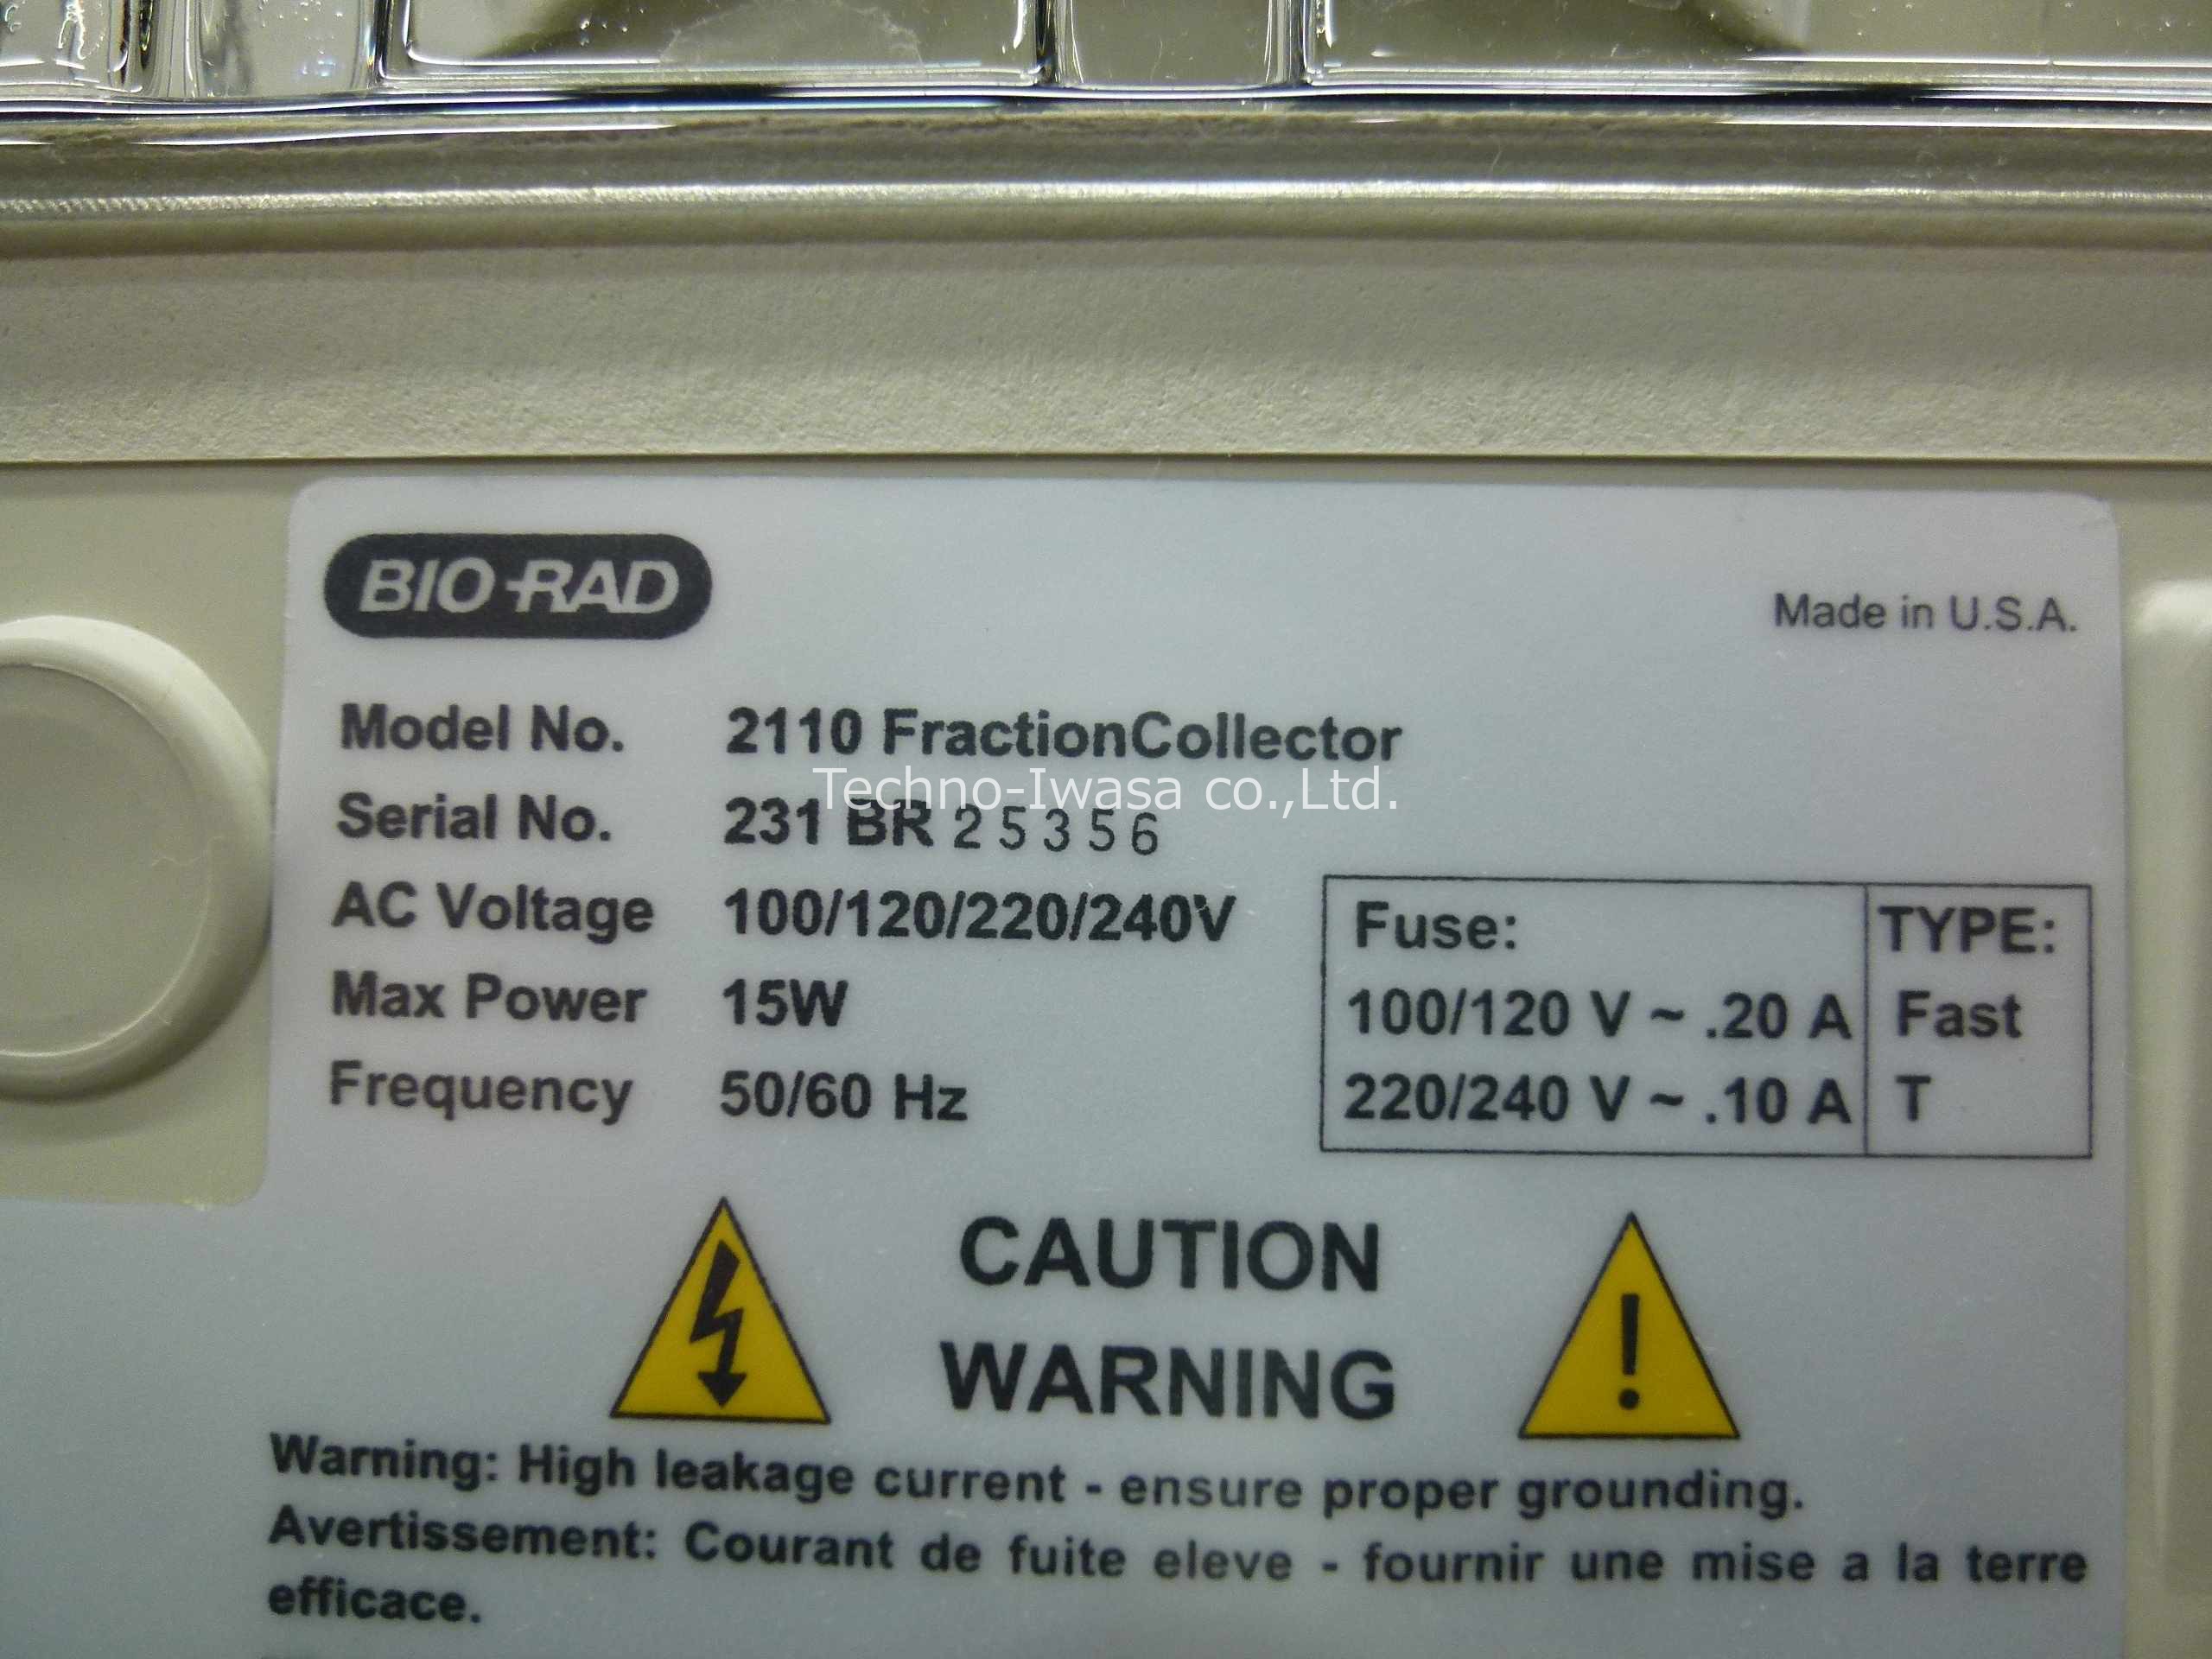 BIO-RAD
Made in U.S.A.
Model No. 2110 FractionCollector
Techno-Iwasa co.,Ltd.
Serial No. 231 BR 25356
AC Voltage 100/120/220/240V
Max Power 15W
Frequency 50/60 Hz
Fuse: TYPE:
100/120 V ~ .20 A Fast
220/240 V ~ .10 A T
CAUTION
WARNING
Warning: High leakage current - ensure proper grounding.
Avertissement: Courant de fuite eleve - fournir une mise a la terre
efficace.